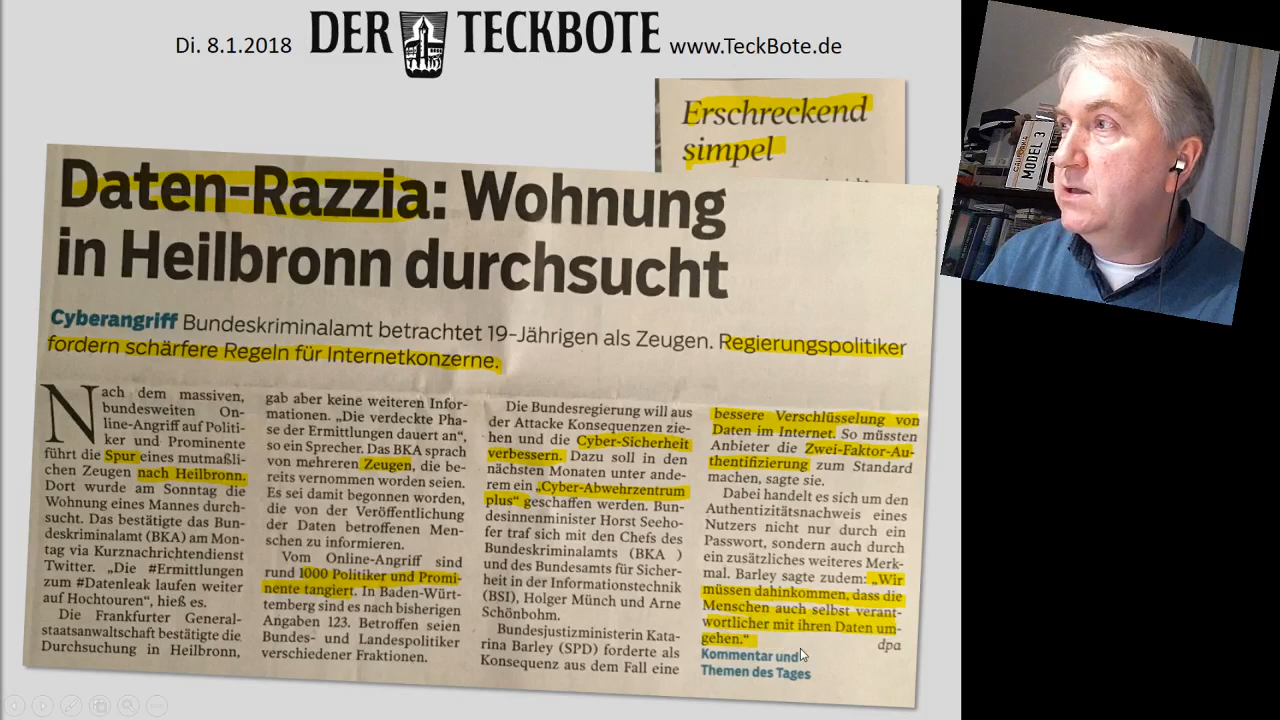 Di. 8.1.2018 DER TECKBOTE www.TeckBote.de
Erschreckend
simpel
Daten-Razzia: Wohnung
in Heilbronn durchsucht
Cyberangriff Bundeskriminalamt betrachtet 19-Jährigen als Zeugen. Regierungspolitiker
fordern schärfere Regeln für Internetkonzerne.
Nach dem massiven,
bundesweiten On-
line-Angriff auf Politi-
ker und Prominente
führt die Spur eines mutmaßli-
chen Zeugen nach Heilbronn.
Dort wurde am Sonntag die
Wohnung eines Mannes durch-
sucht. Das bestätigte das Bun-
deskriminalamt (BKA) am Mon-
tag via Kurznachrichtendienst
Twitter. „Die #Ermittlungen
zum #Datenleak laufen weiter
auf Hochtouren“, hieß es.
Die Frankfurter General-
staatsanwaltschaft bestätigte die
Durchsuchung in Heilbronn,
gab aber keine weiteren Infor-
mationen. „Die verdeckte Pha-
se der Ermittlungen dauert an“,
so ein Sprecher. Das BKA sprach
von mehreren Zeugen, die be-
reits vernommen worden seien.
Es sei damit begonnen worden,
die von der Veröffentlichung
der Daten betroffenen Men-
schen zu informieren.
Vom Online-Angriff sind
rund 1000 Politiker und Promi-
nente tangiert. In Baden-Würt-
temberg sind es nach bisherigen
Angaben 123. Betroffen seien
Bundes- und Landespolitiker
verschiedener Fraktionen.
Die Bundesregierung will aus
der Attacke Konsequenzen zie-
hen und die Cyber-Sicherheit
verbessern. Dazu soll in den
nächsten Monaten unter ande-
rem ein „Cyber-Abwehrzentrum
plus“ geschaffen werden. Bun-
desinnenminister Horst Seeho-
fer traf sich mit den Chefs des
Bundeskriminalamts (BKA )
und des Bundesamts für Sicher-
heit in der Informationstechnik
(BSI), Holger Münch und Arne
Schönbohm.
Bundesjustizministerin Kata-
rina Barley (SPD) forderte als
Konsequenz aus dem Fall eine
bessere Verschlüsselung von
Daten im Internet. So müssten
Anbieter die Zwei-Faktor-Au-
thentifizierung zum Standard
machen, sagte sie.
Dabei handelt es sich um den
Authentizitätsnachweis eines
Nutzers nicht nur durch ein
Passwort, sondern auch durch
ein zusätzliches weiteres Merk-
mal. Barley sagte zudem: „Wir
müssen dahinkommen, dass die
Menschen auch selbst verant-
wortlicher mit ihren Daten um-
gehen.“ dpa
Kommentar und
Themen des Tages
CALIFORNIA
MODEL 3